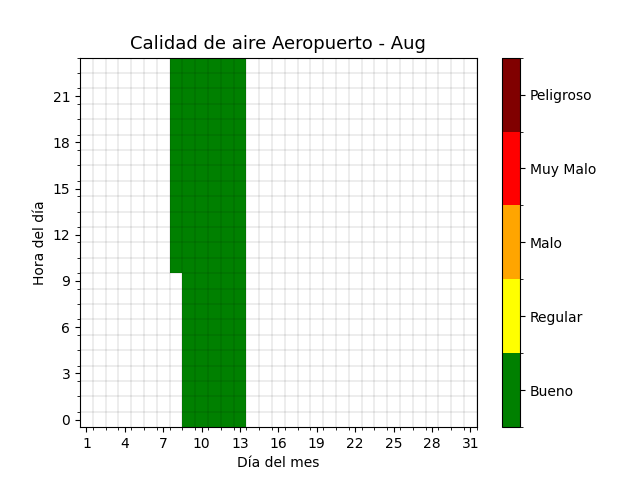 Calidad de aire Aeropuerto - Aug
Hora del día
21
18
15
12
9
6
3
0
1 4 7 10 13 16 19 22 25 28 31
Día del mes
Peligroso
Muy Malo
Malo
Regular
Bueno